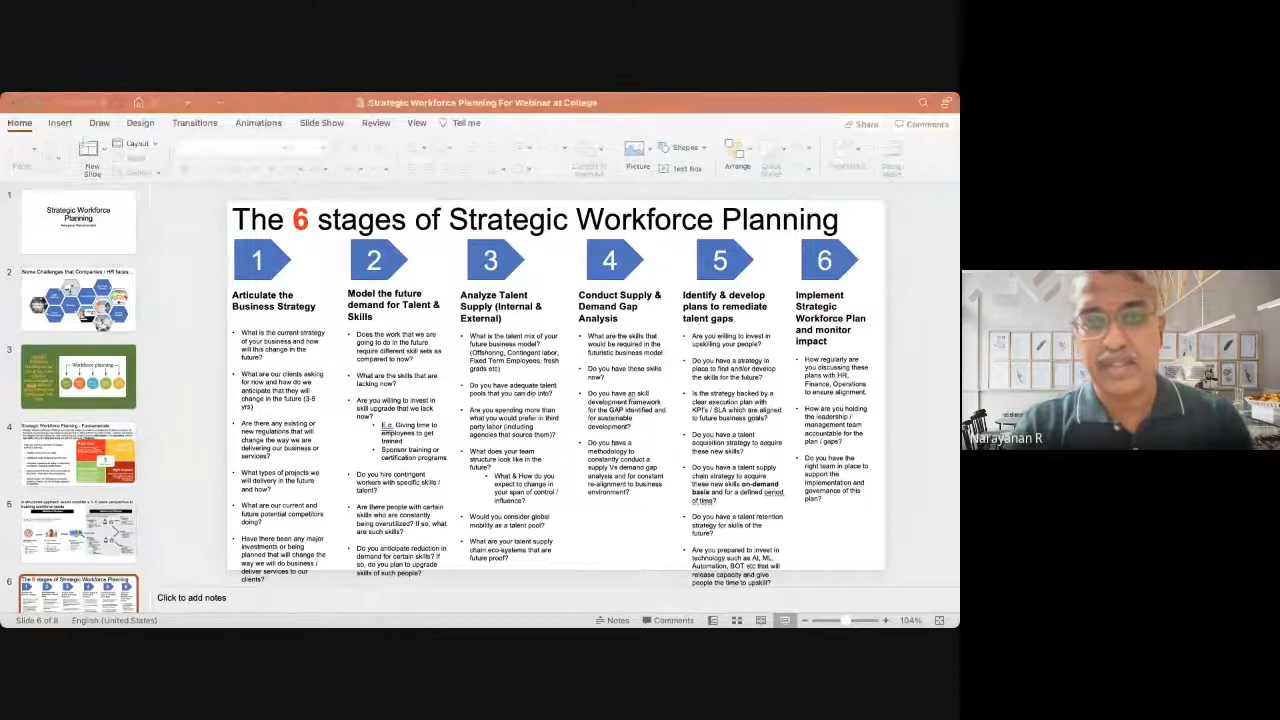 Strategic Workforce Planning For Webinar at College
Home Insert Draw Design Transitions Animations Slide Show Review View Tell me
Share Comments
Layout
New
Slide
Picture
Shapes
Text Box
Arrange
1
Strategic Workforce
Planning
2
Some Challenges that Companies / HR faces...
3
Workforce planning
4
Strategic Workforce Planning - Fundamentals
5
6
The 6 stages of Strategic Workforce Planning
The 6 stages of Strategic Workforce Planning
1
Articulate the
Business Strategy
• What is the current strategy
of your business and how
will this change in the
future?
• What are our clients asking
for now and how do we
anticipate that they will
change in the future (3-5
yrs)
• Are there any existing or
new regulations that will
change the way we are
delivering our business or
services?
• What types of projects we
will delivery in the future
and how?
• What are our current and
future potential competitors
doing?
• Have there been any major
investments or being
planned that will change the
way we will do business /
deliver services to our
clients?
2
Model the future
demand for Talent &
Skills
• Does the work that we are
going to do in the future
require different skill sets as
compared to now?
• What are the skills that are
lacking now?
• Are you willing to invest in
skill upgrade that we lack
now?
• E.g. Giving time to
employees to get
trained
• Sponsor training or
certification programs
• Do you hire contingent
workers with specific skills /
talent?
• Are there people with certain
skills who are constantly
being overutilized? If so, what
are such skills?
• Do you anticipate reduction in
demand for certain skills? If
so, do you plan to upgrade
skills of such people?
3
Analyze Talent
Supply (Internal &
External)
• What is the talent mix of your
future business model?
(Offshoring, Contingent labor,
Fixed Term Employees, fresh
grads etc)
• Do you have adequate talent
pools that you can dip into?
• Are you spending more than
what you would prefer in third
party labor (including
agencies that source them)?
• What does your team
structure look like in the
future?
• What & How do you
expect to change in
your span of control /
influence?
• Would you consider global
mobility as a talent pool?
• What are your talent supply
chain eco-systems that are
future proof?
4
Conduct Supply &
Demand Gap
Analysis
• What are the skills that
would be required in the
futuristic business model
• Do you have those skills
now?
• Do you have an skill
development framework
for the GAP identified and
for sustainable
development?
• Do you have a
methodology to
constantly conduct a
supply Vs demand gap
analysis and for constant
re-alignment to business
environment?
5
Identify & develop
plans to remediate
talent gaps
• Are you willing to invest in
upskilling your people?
• Do you have a strategy in
place to find and/or develop
the skills for the future?
• Is the strategy backed by a
clear execution plan with
KPI's / SLA which are aligned
to future business goals?
• Do you have a talent
acquisition strategy to acquire
these new skills?
• Do you have a talent supply
chain strategy to acquire
these new skills on-demand
basis and for a defined period
of time?
• Do you have a talent retention
strategy for skills of the
future?
• Are you prepared to invest in
technology such as AI, ML,
Automation, BOT etc that will
release capacity and give
people the time to upskill?
6
Implement
Strategic
Workforce Plan
and monitor
impact
• How regularly are
you discussing these
plans with HR,
Finance, Operations
to ensure alignment.
• How are you holding
the leadership /
management team
accountable for the
plan / gaps?
• Do you have the
right team in place to
support the
implementation and
governance of this
plan?
Click to add notes
Slide 6 of 8 English (United States)
Notes Comments 104%
Narayanan R